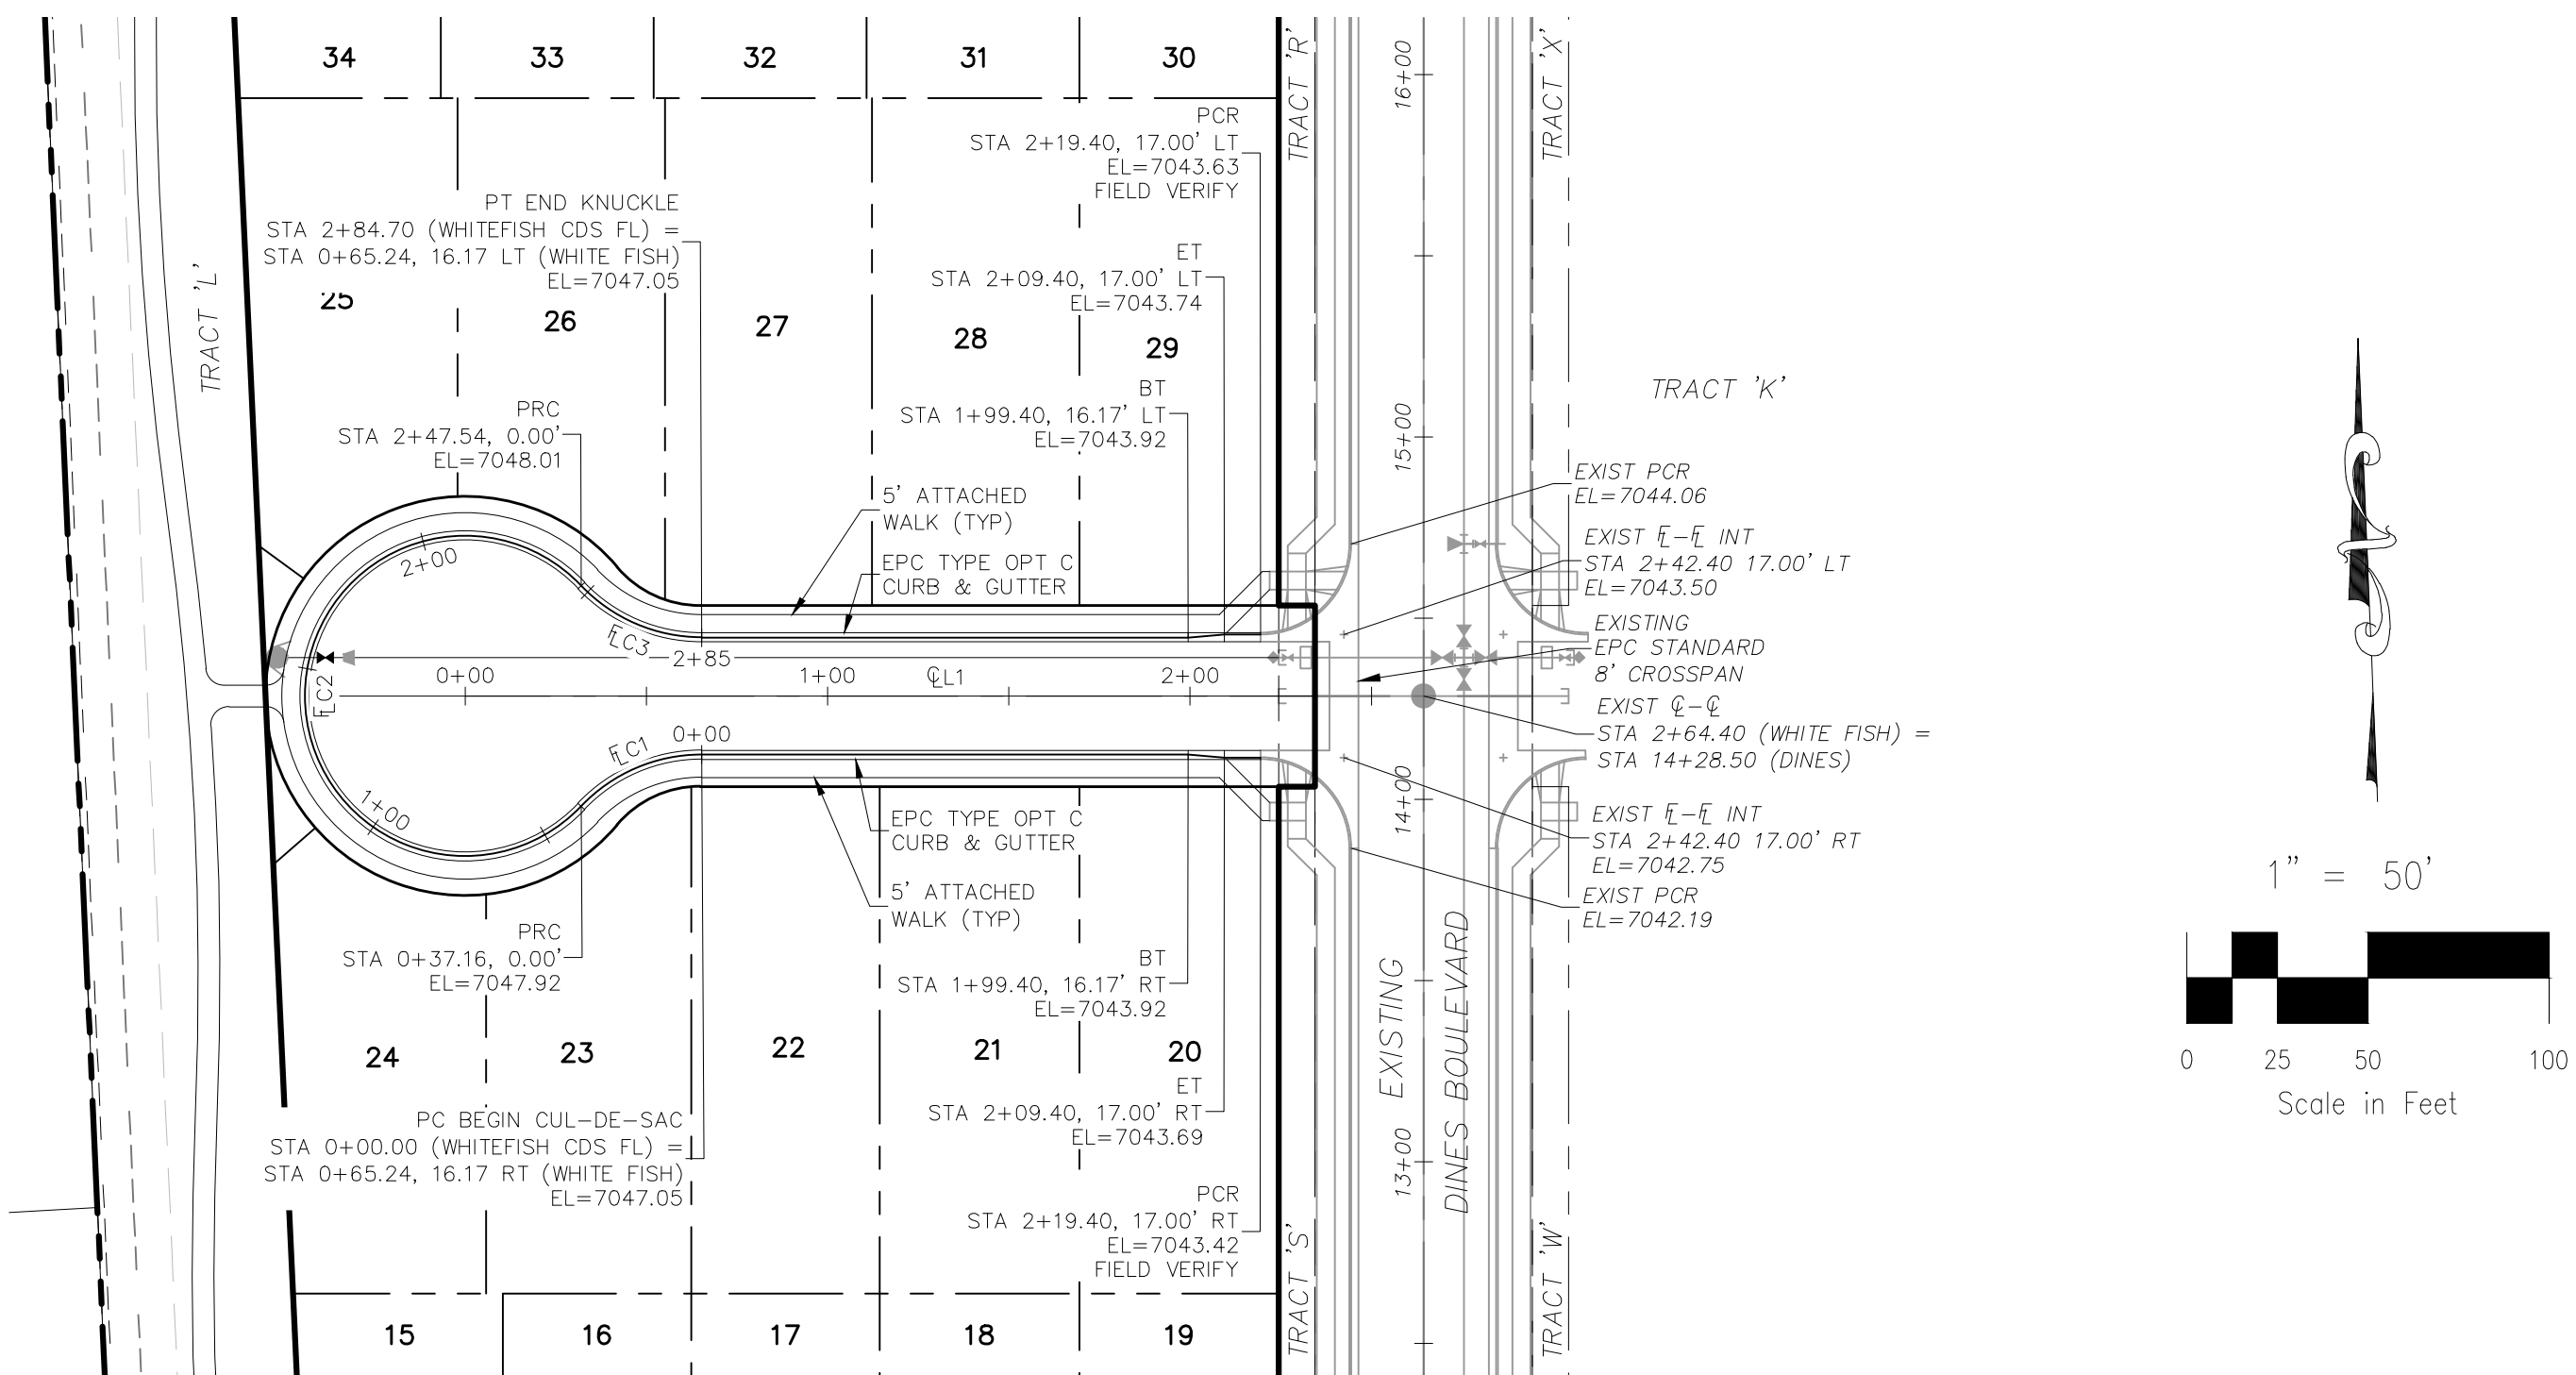 34
33
32
31
30
TRACT 'R'
16+00
TRACT 'X'
PCR
STA 2+19.40, 17.00' LT
EL=7043.63
FIELD VERIFY
PT END KNUCKLE
STA 2+84.70 (WHITEFISH CDS FL) =
STA 0+65.24, 16.17 LT (WHITE FISH)
EL=7047.05
TRACT 'L'
25
26
27
28
29
ET
STA 2+09.40, 17.00' LT
EL=7043.74
BT
STA 1+99.40, 16.17' LT
EL=7043.92
PRC
STA 2+47.54, 0.00'
EL=7048.01
5' ATTACHED
WALK (TYP)
EPC TYPE OPT C
CURB & GUTTER
15+00
TRACT 'K'
EXIST PCR
EL=7044.06
EXIST FL-FL INT
STA 2+42.40 17.00' LT
EL=7043.50
EXISTING
EPC STANDARD
8' CROSSPAN
EXIST ℄-℄
STA 2+64.40 (WHITE FISH) =
STA 14+28.50 (DINES)
EXIST FL-FL INT
STA 2+42.40 17.00' RT
EL=7042.75
EXIST PCR
EL=7042.19
2+00
FLC3
2+85
0+00
1+00
℄L1
2+00
FLC2
FLC1
0+00
1+00
14+00
EPC TYPE OPT C
CURB & GUTTER
5' ATTACHED
WALK (TYP)
PRC
STA 0+37.16, 0.00'
EL=7047.92
BT
STA 1+99.40, 16.17' RT
EL=7043.92
24
23
22
21
20
ET
STA 2+09.40, 17.00' RT
EL=7043.69
PC BEGIN CUL-DE-SAC
STA 0+00.00 (WHITEFISH CDS FL) =
STA 0+65.24, 16.17 RT (WHITE FISH)
EL=7047.05
PCR
STA 2+19.40, 17.00' RT
EL=7043.42
FIELD VERIFY
EXISTING
DINES BOULEVARD
13+00
TRACT 'S'
TRACT 'W'
15
16
17
18
19
1" = 50'
0 25 50 100
Scale in Feet